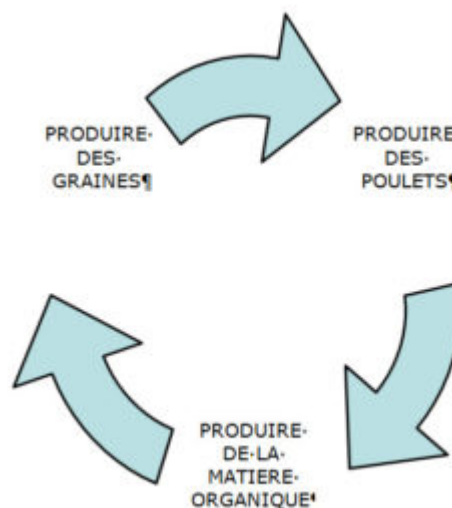 PRODUIRE·
DES·
GRAINES¶
PRODUIRE
DES·
POULETS¶
PRODUIRE·
DE·LA·
MATIERE·
ORGANIQUE¶